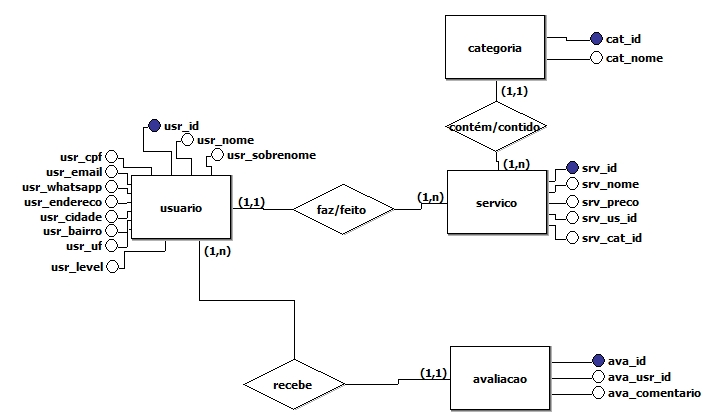 categoria
cat_id
cat_nome
(1,1)
contém/contido
(1,n)
usr_id
usr_nome
usr_sobrenome
usr_cpf
usr_email
usr_whatsapp
usr_endereco
usr_cidade
usr_bairro
usr_uf
usr_level
usuario
(1,1)
faz/feito
(1,n)
servico
srv_id
srv_nome
srv_preco
srv_us_id
srv_cat_id
(1,n)
recebe
(1,1)
avaliacao
ava_id
ava_usr_id
ava_comentario